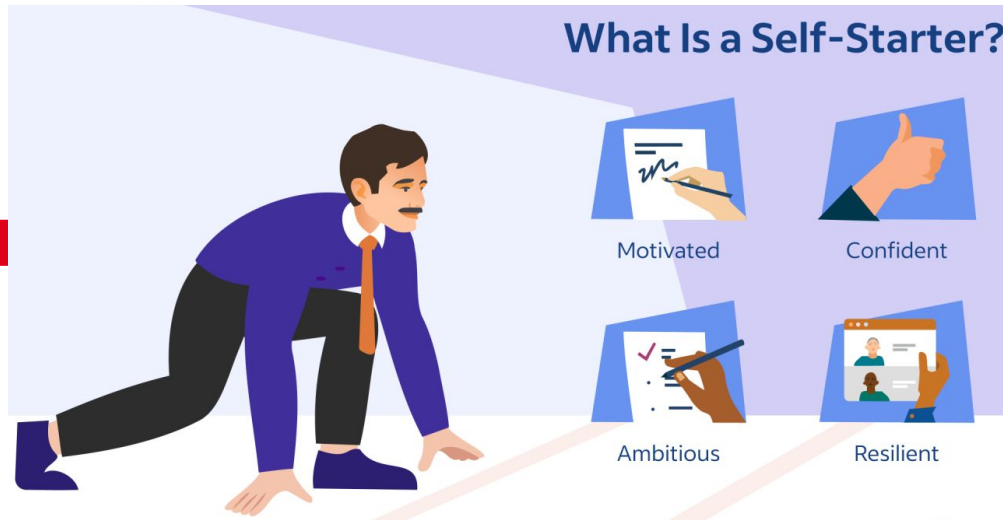 What Is a Self-Starter?
Motivated
Confident
Ambitious
Resilient